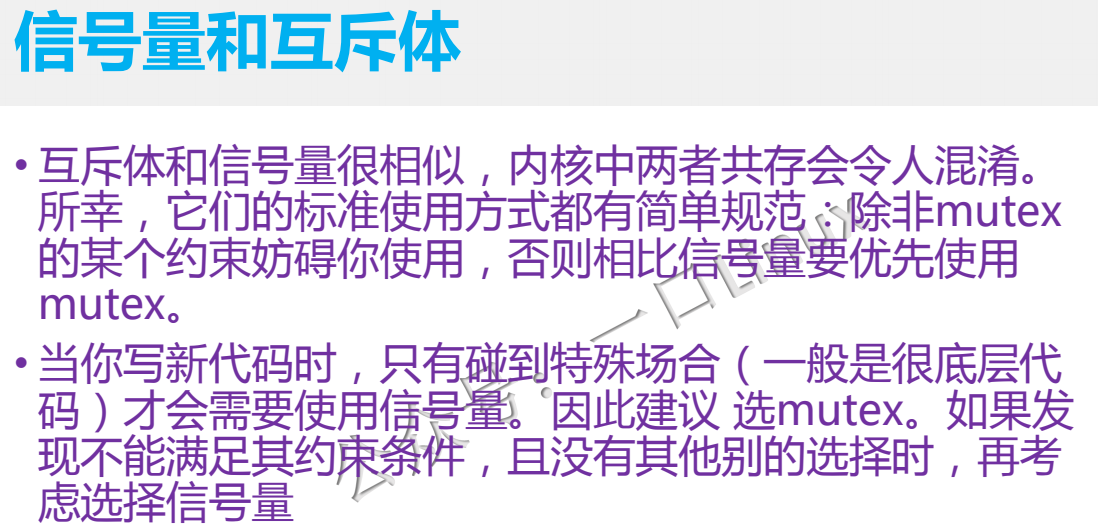 信号量和互斥体
• 互斥体和信号量很相似，内核中两者共存会令人混淆。
所幸，它们的标准使用方式都有简单规范：除非mutex
的某个约束妨碍你使用，否则相比信号量要优先使用
mutex。
• 当你写新代码时，只有碰到特殊场合（一般是很底层代
码）才会需要使用信号量。因此建议 选mutex。如果发
现不能满足其约束条件，且没有其他别的选择时，再考
虑选择信号量
公众号：一口Linux